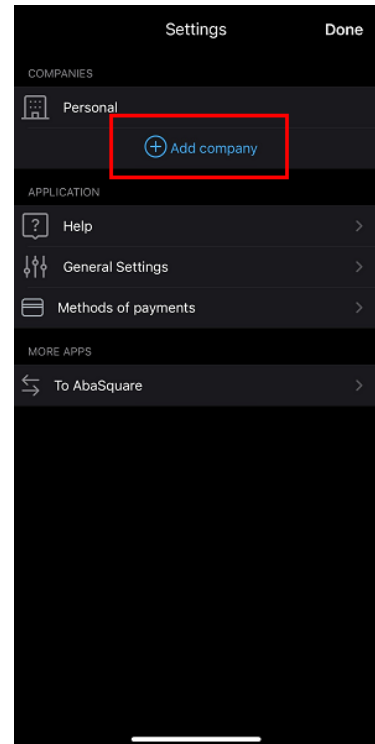 Settings Done
COMPANIES
Personal
Add company
APPLICATION
Help
General Settings
Methods of payments
MORE APPS
To AbaSquare